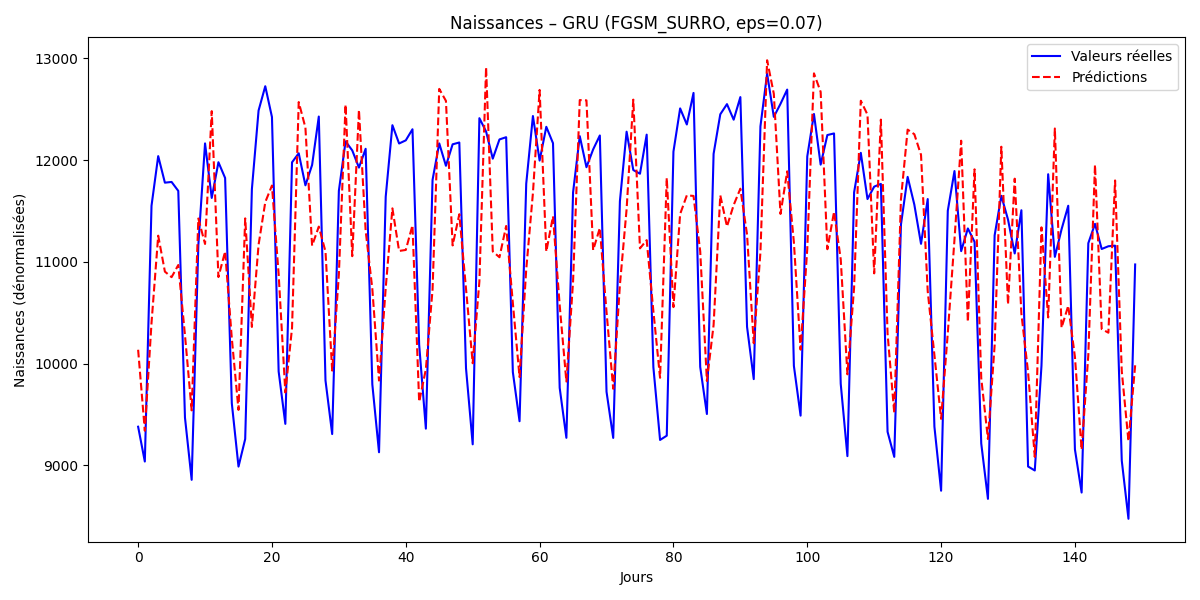 Naissances – GRU (FGSM_SURRO, eps=0.07)
Valeurs réelles
Prédictions
Naissances (dénormalisées)
13000
12000
11000
10000
9000
0 20 40 60 80 100 120 140
Jours